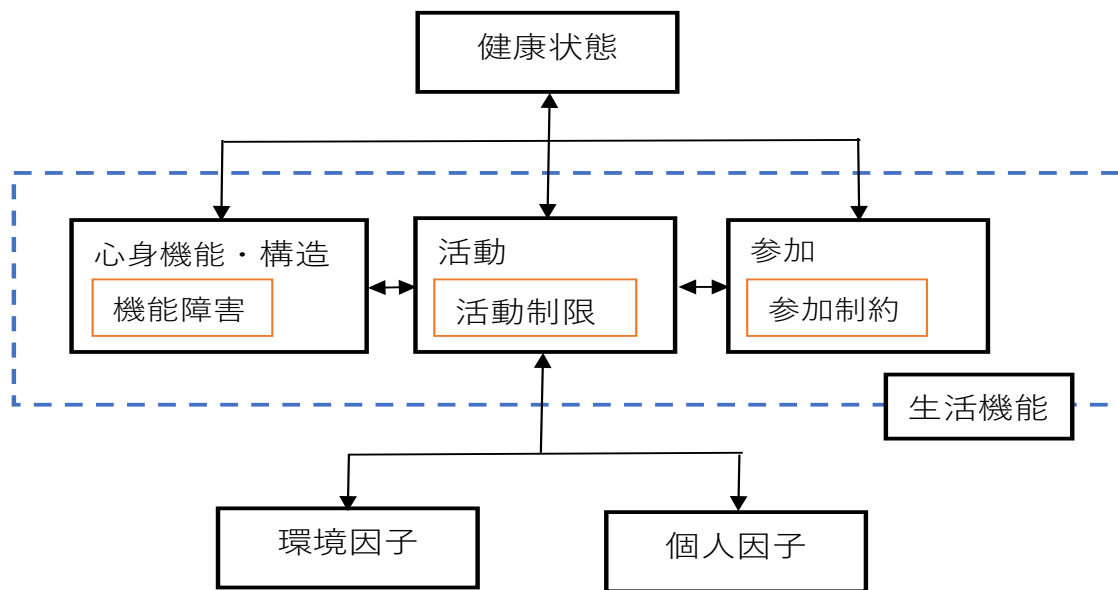 健康状態
心身機能・構造
機能障害
活動
活動制限
参加
参加制約
生活機能
環境因子
個人因子